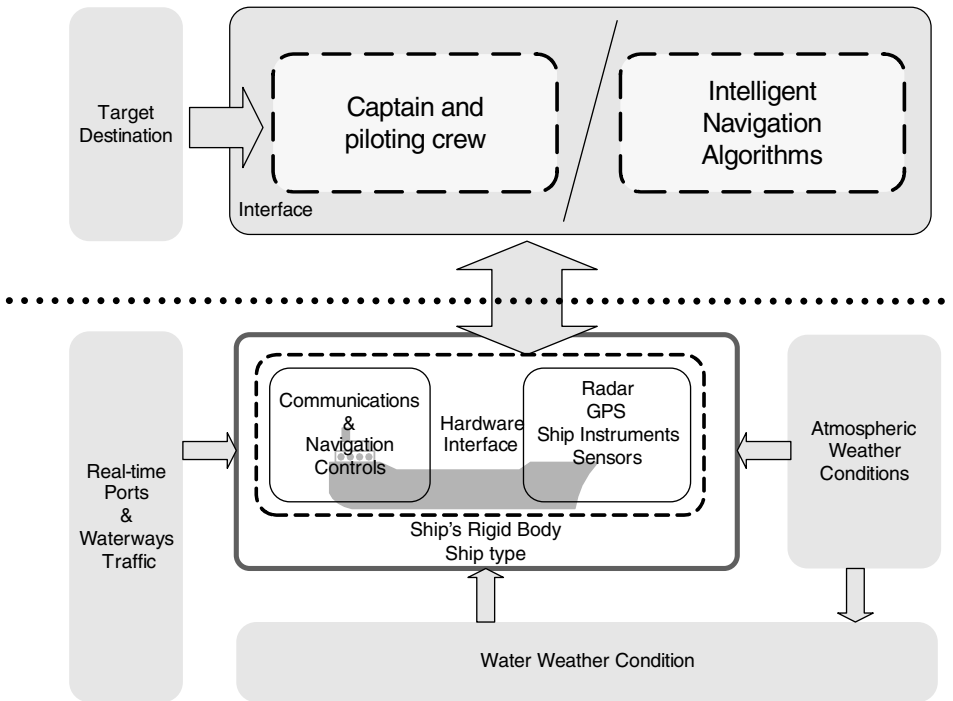 Target
Destination
Captain and
piloting crew
Intelligent
Navigation
Algorithms
Interface
Real-time
Ports
&
Waterways
Traffic
Communications
&
Navigation
Controls
Hardware
Interface
Radar
GPS
Ship Instruments
Sensors
Ship's Rigid Body
Ship type
Atmospheric
Weather
Conditions
Water Weather Condition